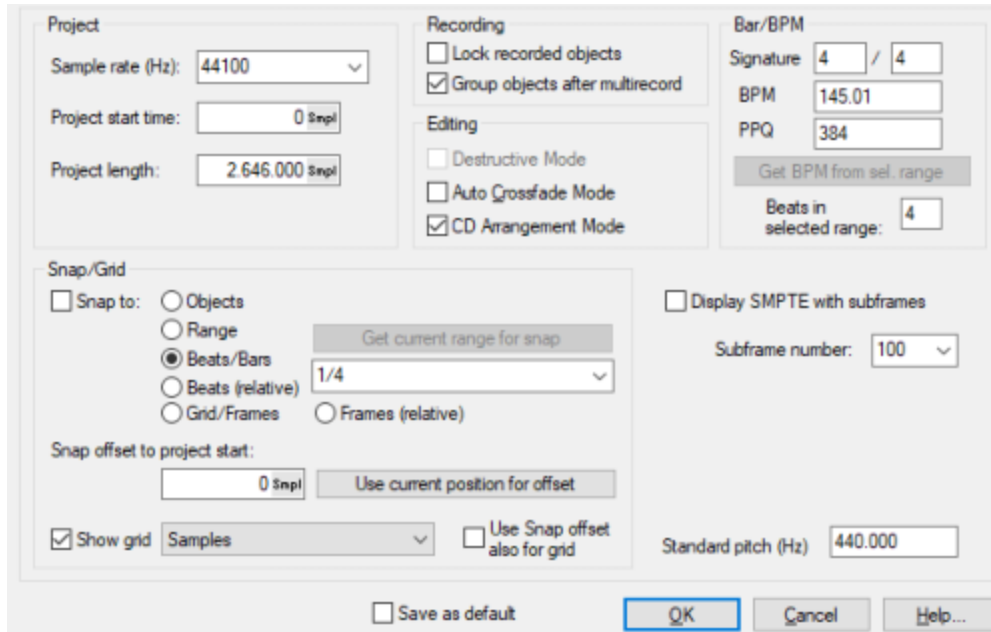 Project
Sample rate (Hz): 44100
Project start time: 0 Smpl
Project length: 2.646.000 Smpl
Recording
Lock recorded objects
Group objects after multirecord
Editing
Destructive Mode
Auto Crossfade Mode
CD Arrangement Mode
Bar/BPM
Signature 4 / 4
BPM 145.01
PPQ 384
Get BPM from sel. range
Beats in
selected range: 4
Snap/Grid
Snap to: Objects
Range
Get current range for snap
Beats/Bars
1/4
Beats (relative)
Grid/Frames Frames (relative)
Snap offset to project start:
0 Smpl Use current position for offset
Show grid Samples
Use Snap offset
also for grid
Display SMPTE with subframes
Subframe number: 100
Standard pitch (Hz) 440.000
Save as default OK Cancel Help...